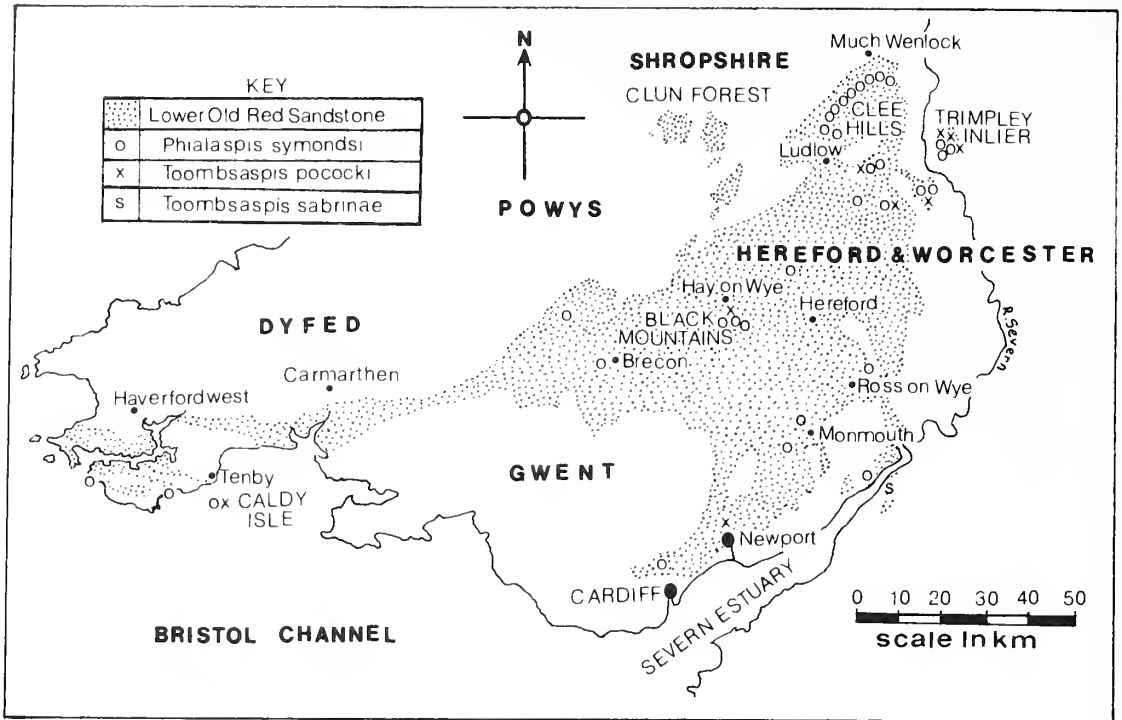 KEY
Lower Old Red Sandstone
o Phialaspis symondsi
x Toombsaspis pococki
s Toombsaspis sabrinae
N
SHROPSHIRE
CLUN FOREST
Much Wenlock
CLEE
HILLS
TRIMPLEY
INLIER
Ludlow
POWYS
HEREFORD & WORCESTER
Hay on Wye
Hereford
BLACK
MOUNTAINS
Brecon
R Severn
DYFED
Carmarthen
Haverfordwest
Ross on Wye
Monmouth
GWENT
Tenby
CALDY
ISLE
Newport
CARDIFF
SEVERN ESTUARY
BRISTOL CHANNEL
0 10 20 30 40 50
scale In km